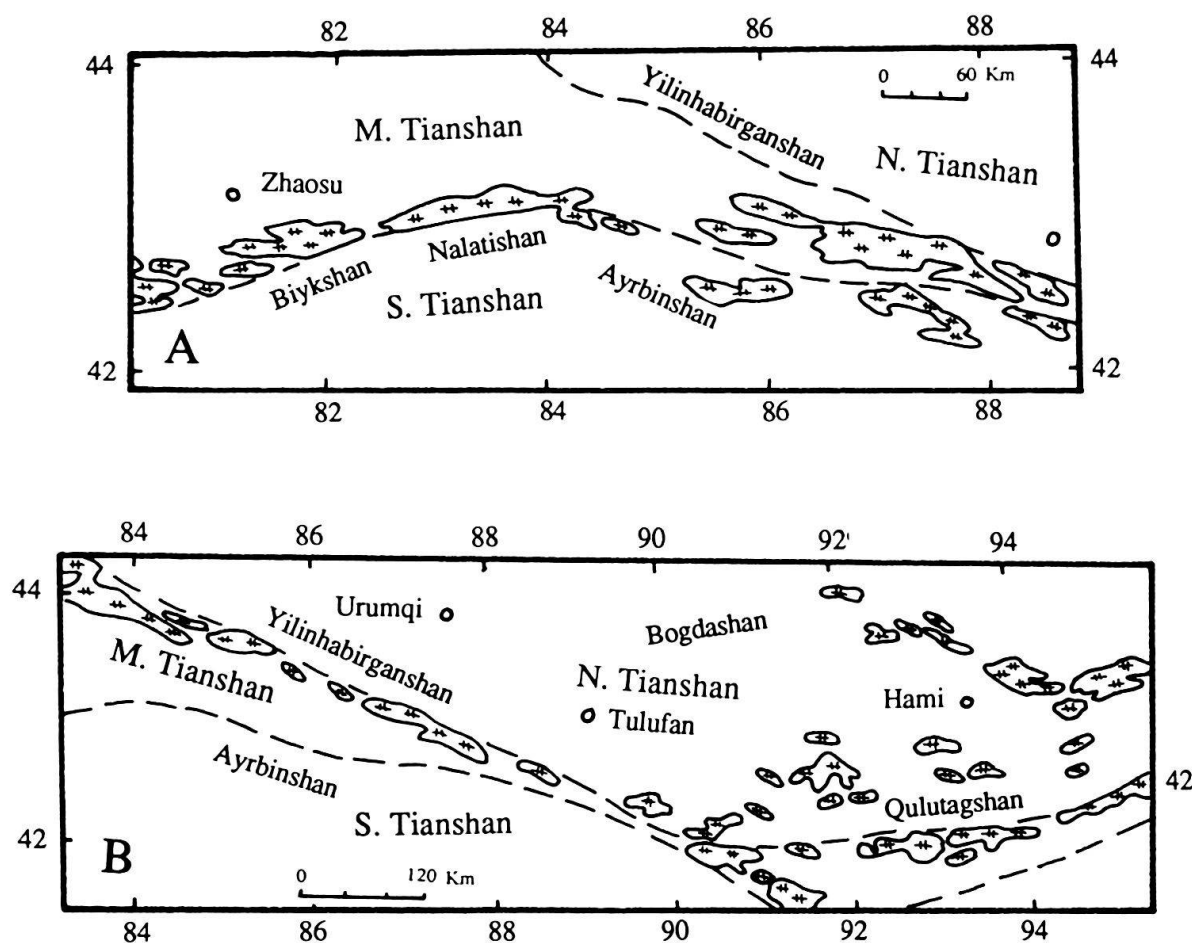 82 84 86 88
44 44
0 60 Km
Yilinhabirganshan
M. Tianshan
N. Tianshan
Zhaosu
Nalatishan
Biykshan
Ayrbinshan
S. Tianshan
A
42 42
82 84 86 88
84 86 88 90 92' 94
44
Urumqi
Yilinhabirganshan
Bogdashan
M. Tianshan
N. Tianshan
Hami
Tulufan
Ayrbinshan
Qulutagshan
42
S. Tianshan
42
B
0 120 Km
84 86 88 90 92 94